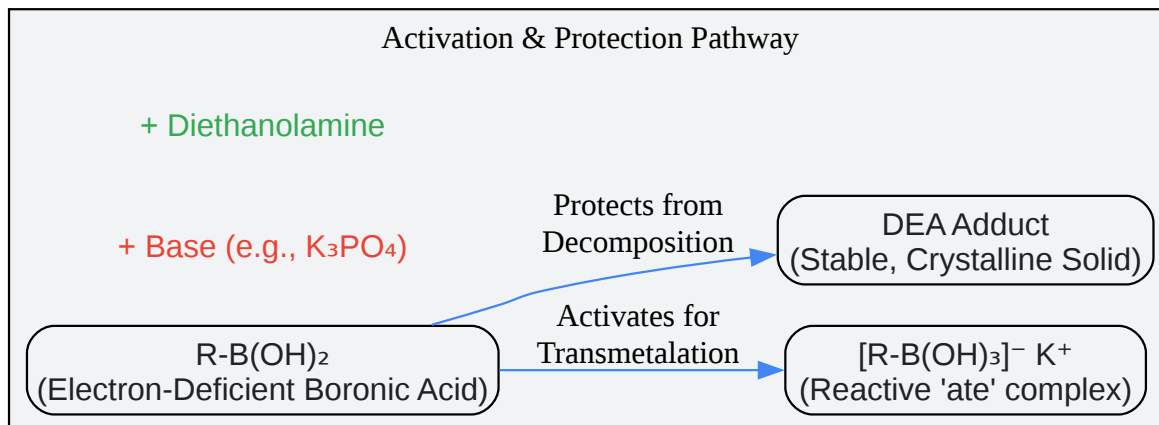 Activation & Protection Pathway
+ Diethanolamine
+ Base (e.g., K₃PO₄)
Protects from
Decomposition
DEA Adduct
(Stable, Crystalline Solid)
R-B(OH)₂
(Electron-Deficient Boronic Acid)
Activates for
Transmetalation
[R-B(OH)₃]⁻ K⁺
(Reactive 'ate' complex)